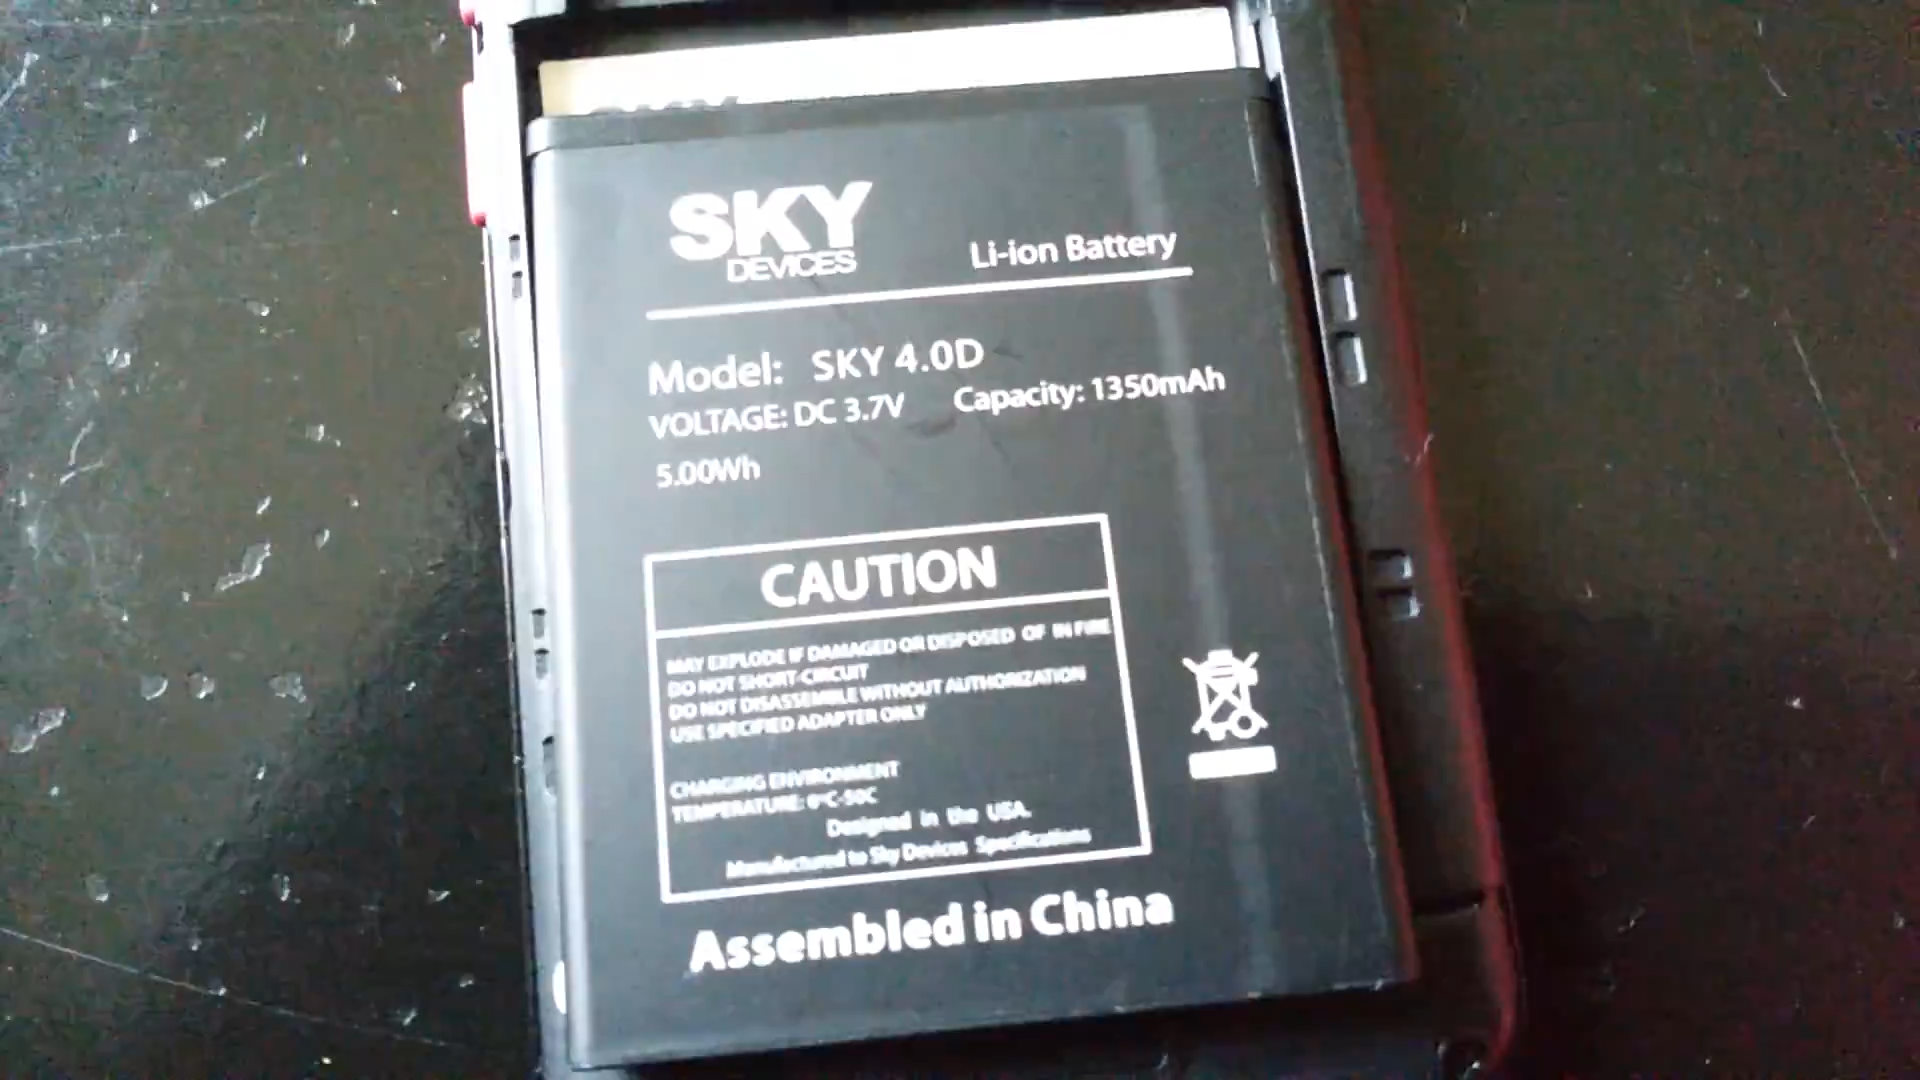 SKY
DEVICES
Li-ion Battery
Model: SKY 4.0D
VOLTAGE: DC 3.7V Capacity: 1350mAh
5.00Wh
CAUTION
MAY EXPLODE IF DAMAGED OR DISPOSED OF IN FIRE
DO NOT SHORT-CIRCUIT
DO NOT DISASSEMBLE WITHOUT AUTHORIZATION
USE SPECIFIED ADAPTER ONLY
CHARGING ENVIRONMENT
TEMPERATURE: 0°C-50C
Designed in the USA.
Manufactured to Sky Devices Specifications
Assembled in China